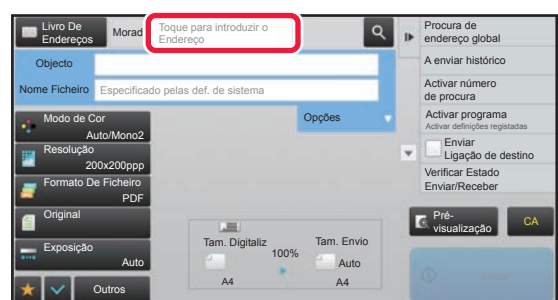 Livro De
Endereços
Morad
Toque para introduzir o
Endereço
Objecto
Nome Ficheiro
Especificado pelas def. de sistema
Opções
Modo de Cor
Auto/Mono2
Resolução
200x200ppp
Formato De Ficheiro
PDF
Original
Exposição
Auto
Outros
Tam. Digitaliz
100%
Tam. Envio
A4
Auto
A4
Procura de
endereço global
A enviar histórico
Activar número
de procura
Activar programa
Activar definições registadas
Enviar
Ligação de destino
Verificar Estado
Enviar/Receber
Pré-
visualização
CA
Iniciar